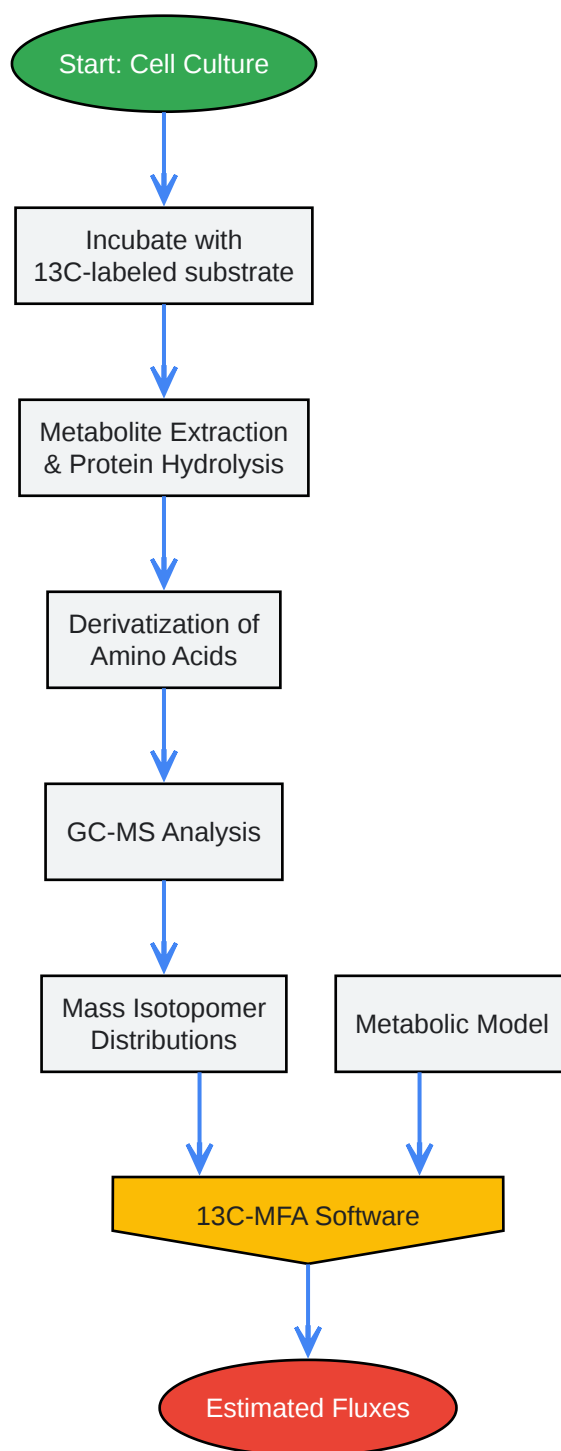 Start: Cell Culture
Incubate with
13C-labeled substrate
Metabolite Extraction
& Protein Hydrolysis
Derivatization of
Amino Acids
GC-MS Analysis
Mass Isotopomer
Distributions
Metabolic Model
13C-MFA Software
Estimated Fluxes